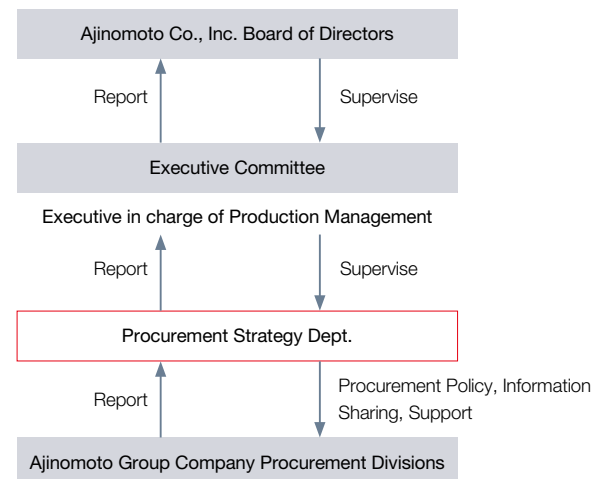 Ajinomoto Co., Inc. Board of Directors
Report
Supervise
Executive Committee
Executive in charge of Production Management
Report
Supervise
Procurement Strategy Dept.
Report
Procurement Policy, Information
Sharing, Support
Ajinomoto Group Company Procurement Divisions